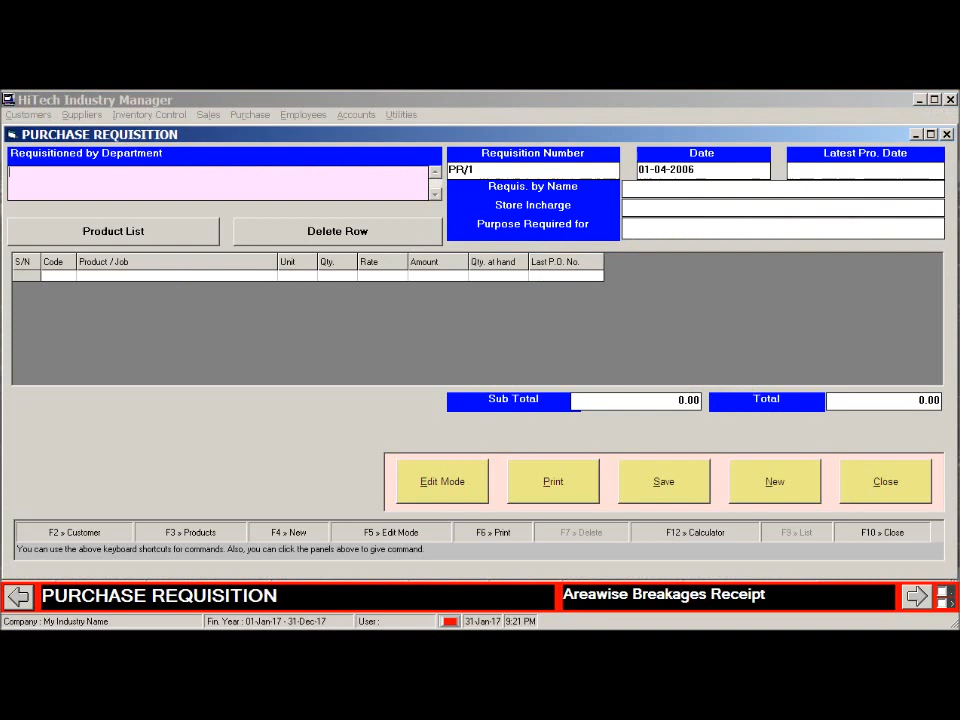 HiTech Industry Manager
Customers Suppliers Inventory Control Sales Purchase Employees Accounts Utilities
PURCHASE REQUISITION
Requisitioned by Department
Requisition Number Date Latest Pro. Date
PR/1 01-04-2006
Requis. by Name
Store Incharge
Purpose Required for
Product List Delete Row
S/N Code Product / Job Unit Qty. Rate Amount Qty. at hand Last P.O. No.
Sub Total 0.00 Total 0.00
Edit Mode Print Save New Close
F2 » Customer F3 » Products F4 » New F5 » Edit Mode F6 » Print F7 » Delete F12 » Calculator F9 » List F10 » Close
You can use the above keyboard shortcuts for commands. Also, you can click the panels above to give command.
PURCHASE REQUISITION Areawise Breakages Receipt
Company : My Industry Name Fin. Year : 01-Jan-17 - 31-Dec-17 User : 31-Jan-17 9:21 PM